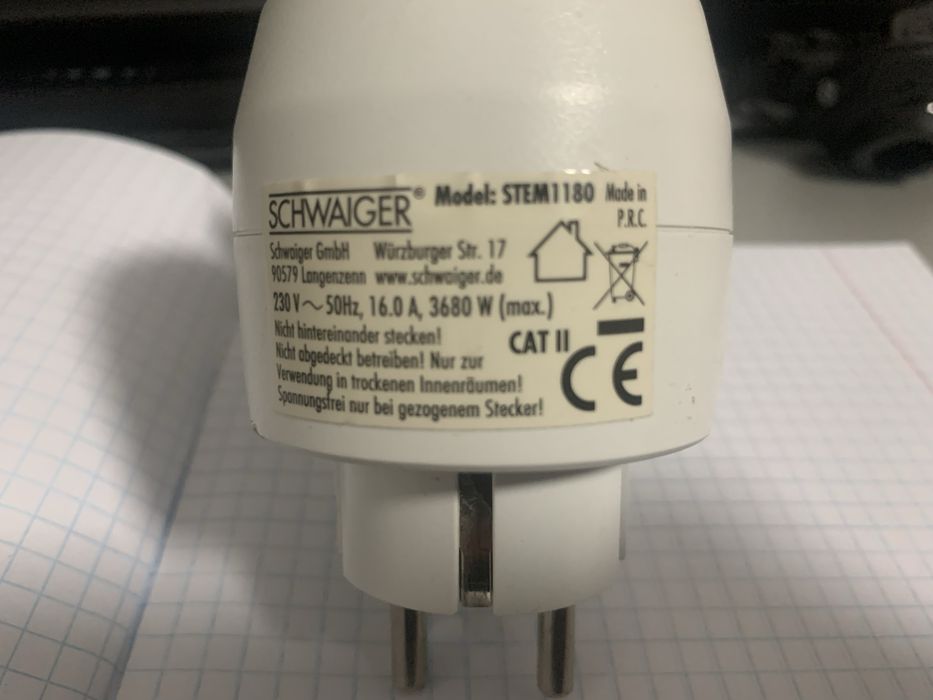 SCHWAIGER® Model: STEM1180 Made in
P.R.C.
Schwaiger GmbH Würzburger Str. 17
90579 Langenzenn www.schwaiger.de
230 V ~ 50Hz, 16.0 A, 3680 W (max.)
Nicht hintereinander stecken!
CAT II
Nicht abgedeckt betreiben! Nur zur
Verwendung in trockenen Innenräumen!
Spannungsfrei nur bei gezogenem Stecker!
CE